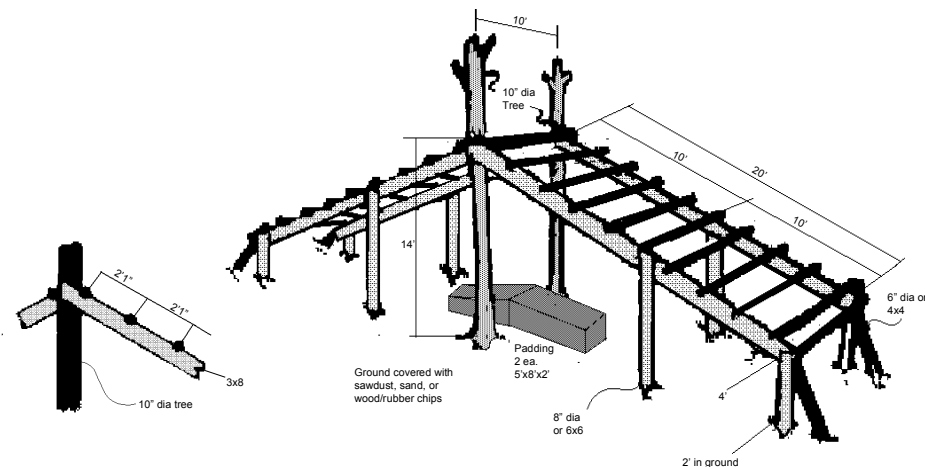 10'
10" dia
Tree
10'
20'
10'
14'
2'1"
2'1"
3x8
10" dia tree
Ground covered with
sawdust, sand, or
wood/rubber chips
Padding
2 ea.
5'x8'x2'
6" dia or
4x4
4'
8" dia
or 6x6
2' in ground